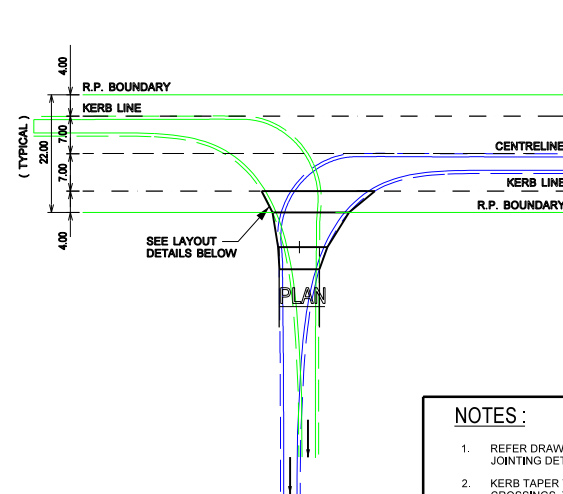 4.00
R.P. BOUNDARY
KERB LINE
( TYPICAL )
22.00
7.00
7.00
4.00
CENTRELINE
KERB LINE
R.P. BOUNDARY
SEE LAYOUT
DETAILS BELOW
PLAN
NOTES :
1. REFER DRAW
JOINTING DET
2. KERB TAPER